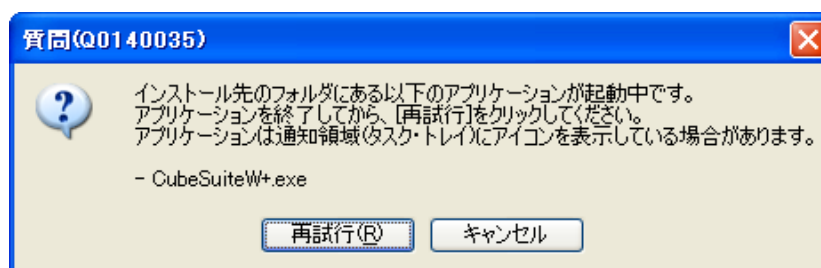 質問(Q0140035)
インストール先のフォルダにある以下のアプリケーションが起動中です。
アプリケーションを終了してから、[再試行]をクリックしてください。
アプリケーションは通知領域(タスク・トレイ)にアイコンを表示している場合があります。
- CubeSuiteW+.exe
再試行(R) キャンセル